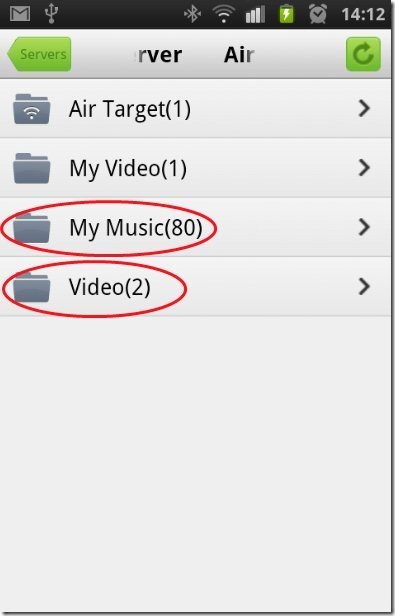 14:12
Servers
rver Air
Air Target(1)
My Video(1)
My Music(80)
Video(2)